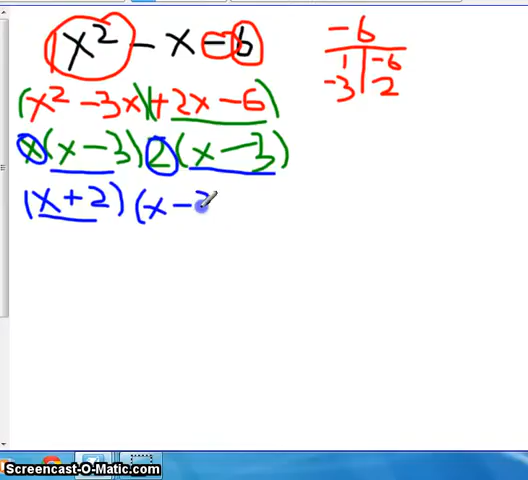 x² - x - 6
(x² - 3x)(+ 2x - 6)
x(x - 3) 2(x - 3)
(x + 2)(x -
-6
1 | -6
-3 | 2
Screencast-O-Matic.com